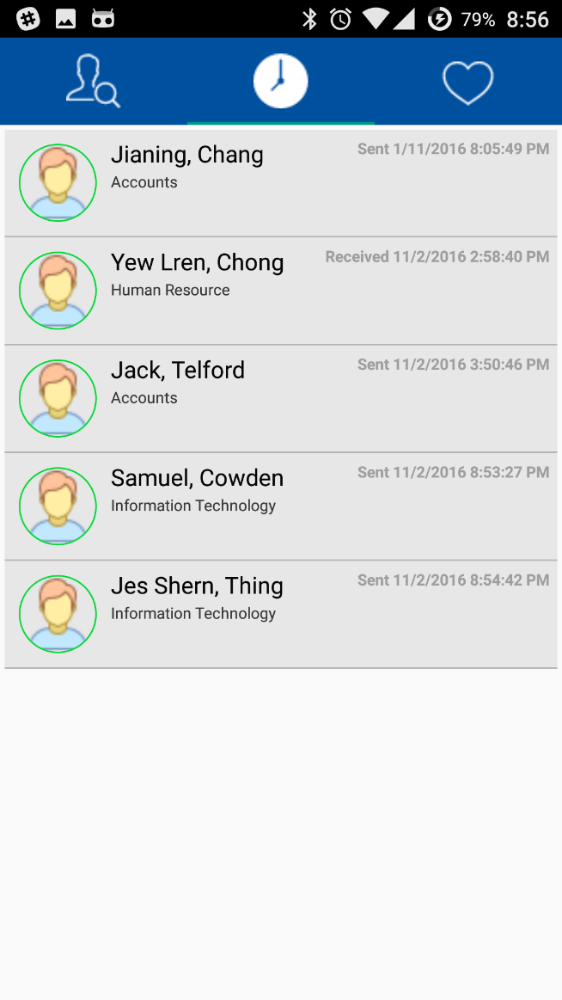 79% 8:56
Jianing, Chang
Sent 1/11/2016 8:05:49 PM
Accounts
Yew Lren, Chong
Received 11/2/2016 2:58:40 PM
Human Resource
Jack, Telford
Sent 11/2/2016 3:50:46 PM
Accounts
Samuel, Cowden
Sent 11/2/2016 8:53:27 PM
Information Technology
Jes Shern, Thing
Sent 11/2/2016 8:54:42 PM
Information Technology